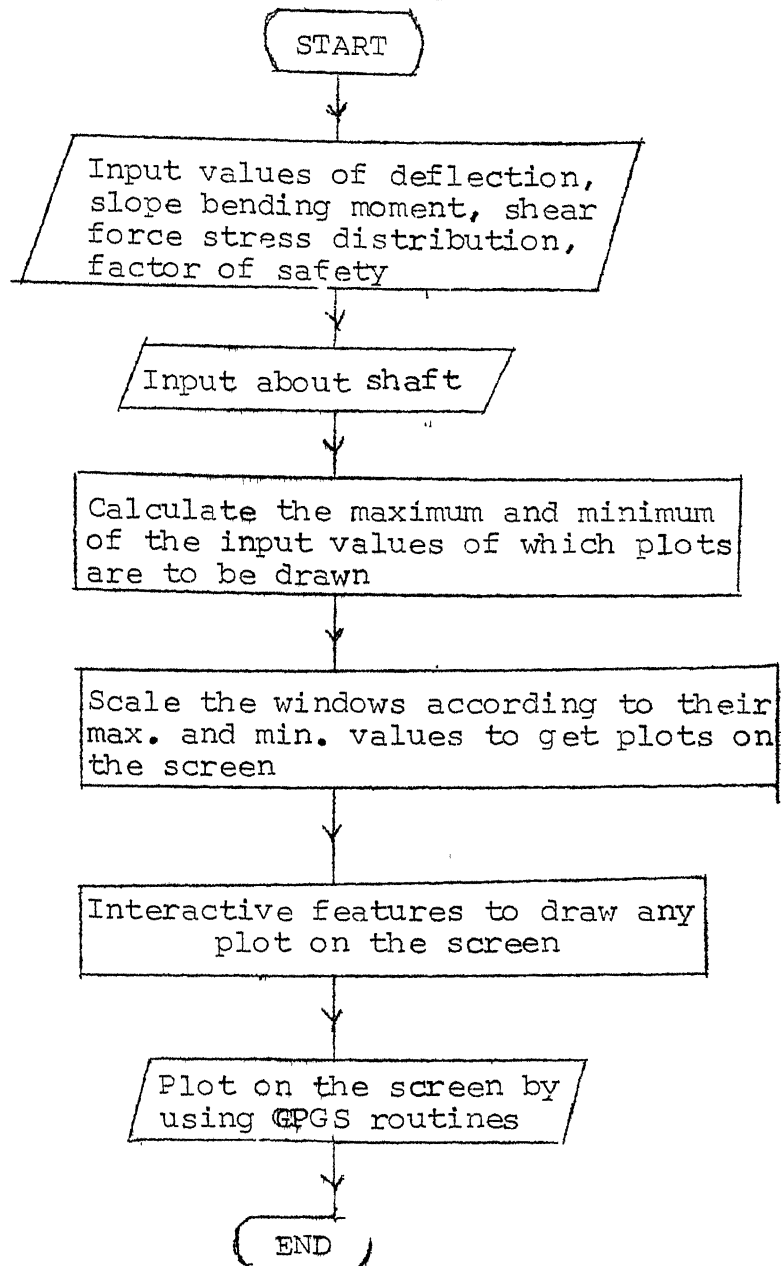 START
Input values of deflection,
slope bending moment, shear
force stress distribution,
factor of safety
Input about shaft
Calculate the maximum and minimum
of the input values of which plots
are to be drawn
Scale the windows according to their
max. and min. values to get plots on
the screen
Interactive features to draw any
plot on the screen
Plot on the screen by
using GPGS routines
END